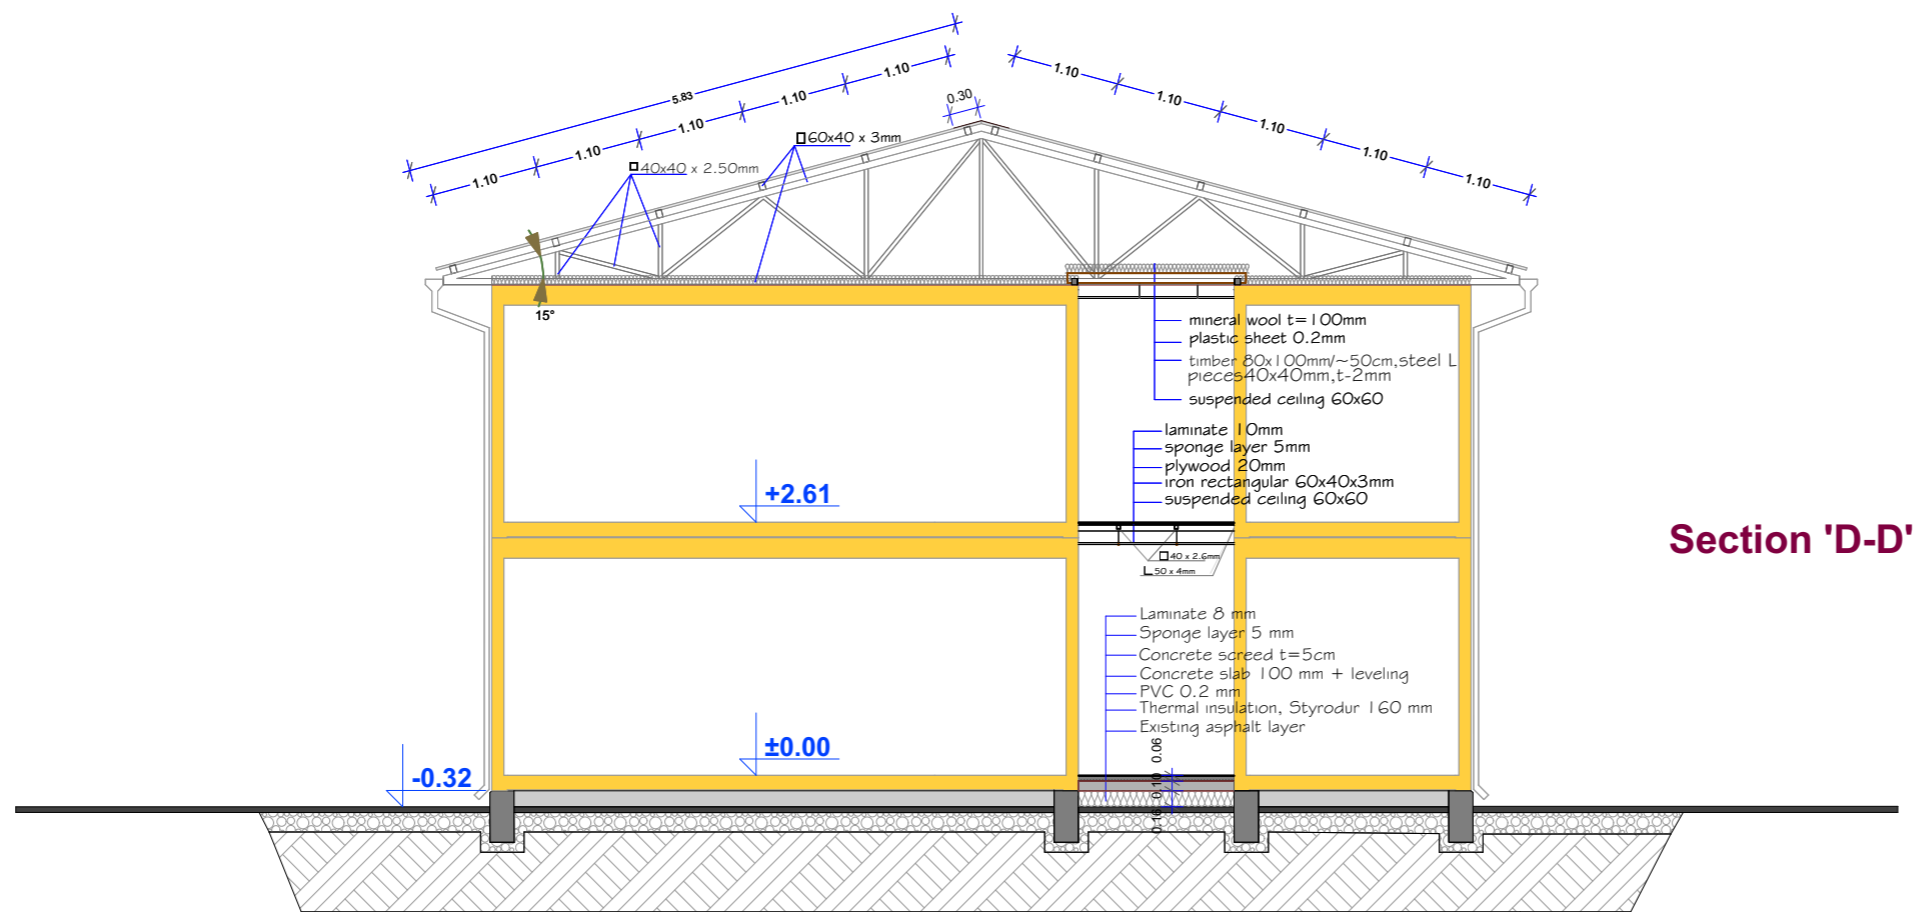 5.83
1.10
1.10
1.10
1.10
1.10
0.30
1.10
1.10
1.10
1.10
1.10
60x40 x 3mm
40x40 x 2.50mm
15°
mineral wool t=100mm
plastic sheet 0.2mm
timber 80x100mm/~50cm,steel L
pieces40x40mm,t-2mm
suspended ceiling 60x60
laminate 10mm
sponge layer 5mm
plywood 20mm
iron rectangular 60x40x3mm
suspended ceiling 60x60
+2.61
Section 'D-D'
40 x 2.6mm
L 50 x 4mm
Laminate 8 mm
Sponge layer 5 mm
Concrete screed t=5cm
Concrete slab 100 mm + leveling
PVC 0.2 mm
Thermal insulation, Styrodur 160 mm
Existing asphalt layer
±0.00
-0.32
0.06
0.10
0.16